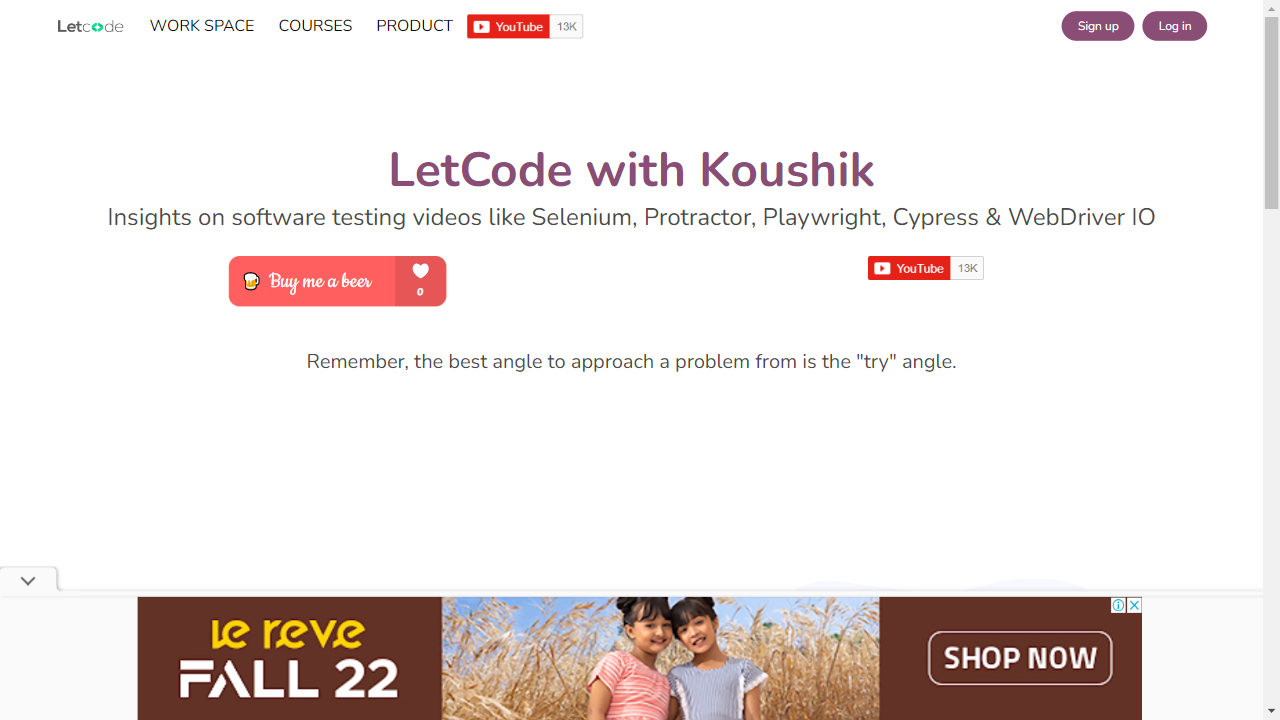 Letcode WORK SPACE COURSES PRODUCT YouTube 13K Sign up Log in
LetCode with Koushik
Insights on software testing videos like Selenium, Protractor, Playwright, Cypress & WebDriver IO
Buy me a beer 0 YouTube 13K
Remember, the best angle to approach a problem from is the "try" angle.
le reve
FALL 22
SHOP NOW